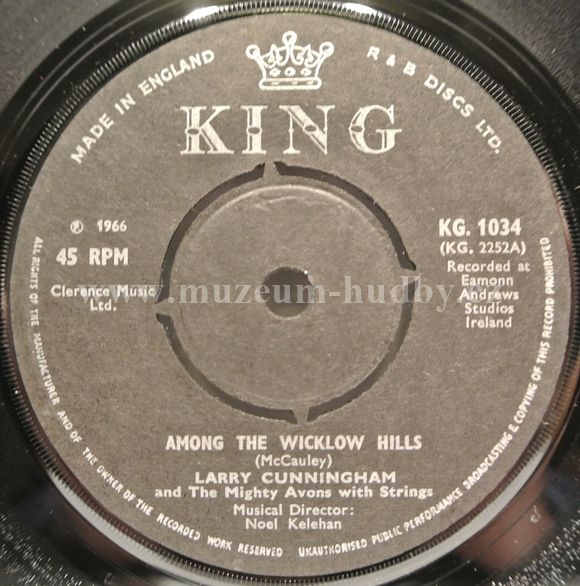 MADE IN ENGLAND
R & B DISCS LTD.
KING
℗ 1966
45 RPM
Clerence Music
Ltd.
KG. 1034
(KG. 2252A)
Recorded at
Eamonn
Andrews
Studios
Ireland
www.muzeum-hudby.
AMONG THE WICKLOW HILLS
(McCauley)
LARRY CUNNINGHAM
and The Mighty Avons with Strings
Musical Director:
Noel Kelehan
ALL RIGHTS OF THE MANUFACTURER AND OF THE OWNER OF THE RECORDED WORK RESERVED UNAUTHORISED PUBLIC PERFORMANCE BROADCASTING & COPYING OF THIS RECORD PROHIBITED